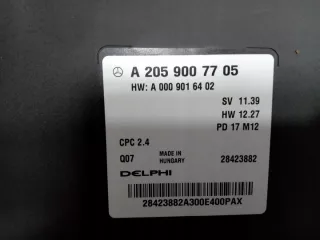 A 205 900 77 05
HW: A 000 901 64 02
SV 11.39
HW 12.27
PD 17 M12
CPC 2.4
Q07
MADE IN
HUNGARY
28423882
DELPHI
28423882A300E400PAX